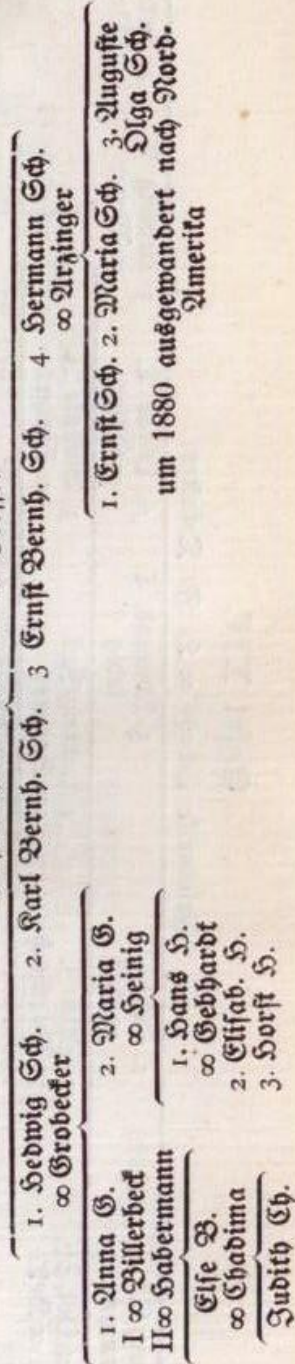 1. Hedwig Sch. 2. Karl Bernh. Sch. 3 Ernst Bernh. Sch. 4 Hermann Sch.
∞ Grobecker
∞ Arzinger
1. Anna G.
I ∞ Billerbeck
II ∞ Habermann
2. Maria G.
∞ Heinig
1. Ernst Sch. 2. Maria Sch. 3. Auguste
Olga Sch.
um 1880 ausgewandert nach Nord-
Amerika
Else B.
∞ Chadima
1. Hans H.
∞ Gebhardt
2. Elisab. H.
3. Horst H.
Judith Ch.